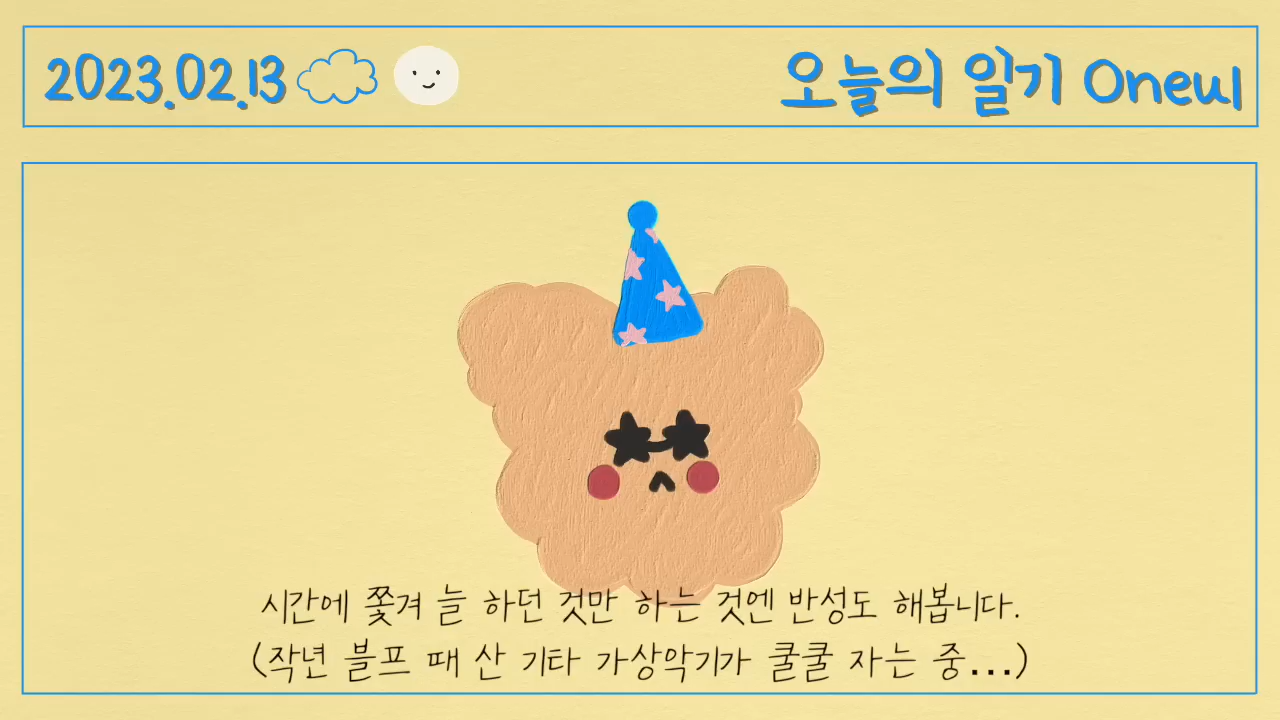 2023.02.13
오늘의 일기 Oneul
시간에 쫓겨 늘 하던 것만 하는 것엔 반성도 해봅니다.
(작년 블프 때 산 기타 가상악기가 쿨쿨 자는 중...)